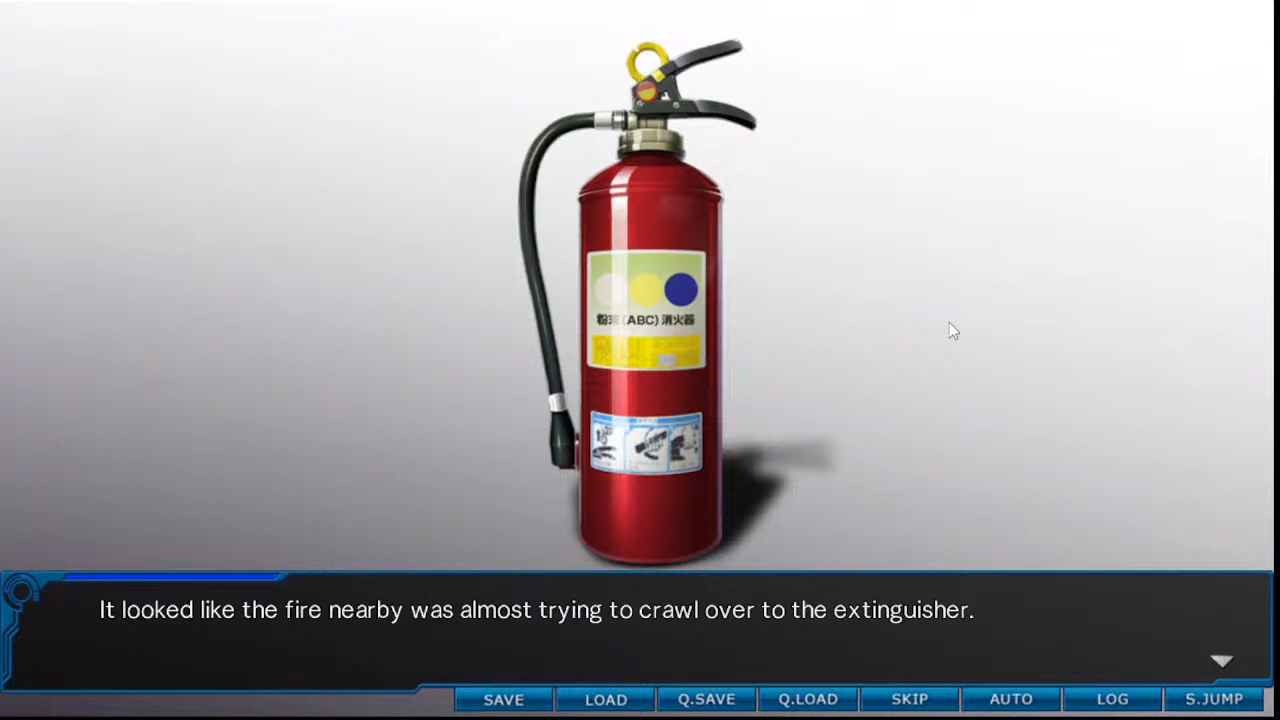 粉末(ABC)消火器
It looked like the fire nearby was almost trying to crawl over to the extinguisher.
SAVE LOAD Q.SAVE Q.LOAD SKIP AUTO LOG S.JUMP